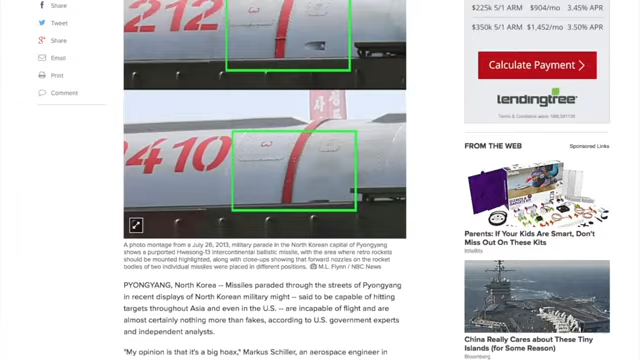 Share
Tweet
Share
Email
Print
Comment
212
ω
410
ω
A photo montage from a July 26, 2013, military parade in the North Korean capital of Pyongyang
shows a purported Hwasong-13 intercontinental ballistic missile, with the area where retro rockets
should be mounted highlighted, along with close-ups showing that forward nozzles on the rocket
bodies of two individual missiles were placed in different positions. M.L. Flynn / NBC News
PYONGYANG, North Korea -- Missiles paraded through the streets of Pyongyang
in recent displays of North Korean military might -- said to be capable of hitting
targets throughout Asia and even in the U.S. -- are incapable of flight and are
almost certainly nothing more than fakes, according to U.S. government experts
and independent analysts.
"My opinion is that it's a big hoax," Markus Schiller, an aerospace engineer in
$225k 5/1 ARM $904/mo 3.45% APR
$350k 5/1 ARM $1,452/mo 3.50% APR
Calculate Payment >
lendingtree
FROM THE WEB Sponsored Links
Parents: If Your Kids Are Smart, Don't
Miss Out On These Kits
littleBits
China Really Cares about These Tiny
Islands (for Some Reason)
Bloomberg